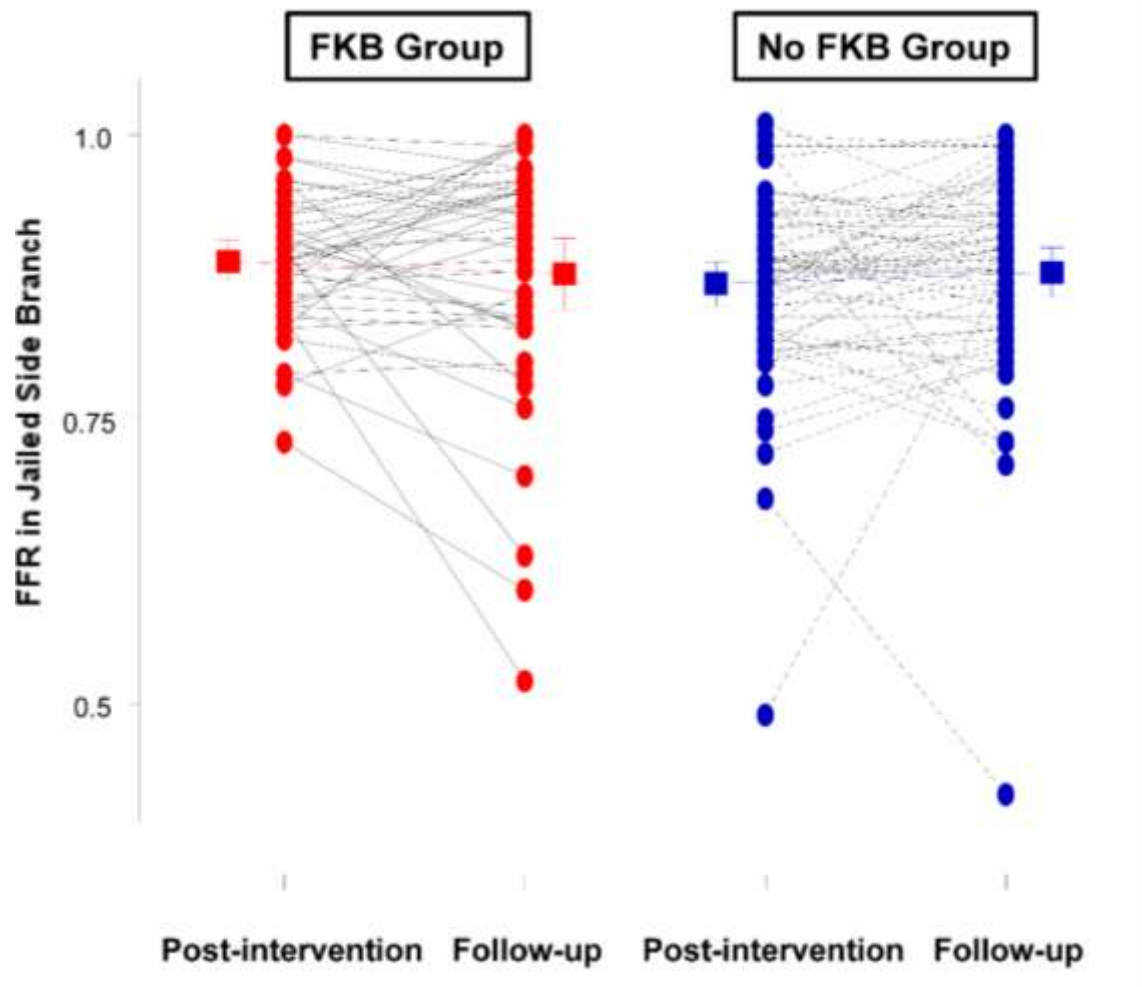 FKB Group
No FKB Group
1.0
0.75
0.5
FFR in Jailed Side Branch
Post-intervention
Follow-up
Post-intervention
Follow-up